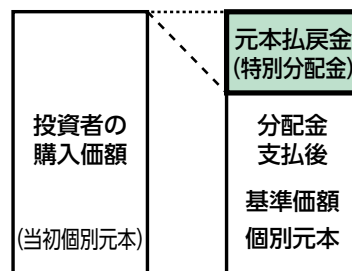 投資者の
購入価額
(当初個別元本)
元本払戻金
(特別分配金)
分配金
支払後
基準価額
個別元本